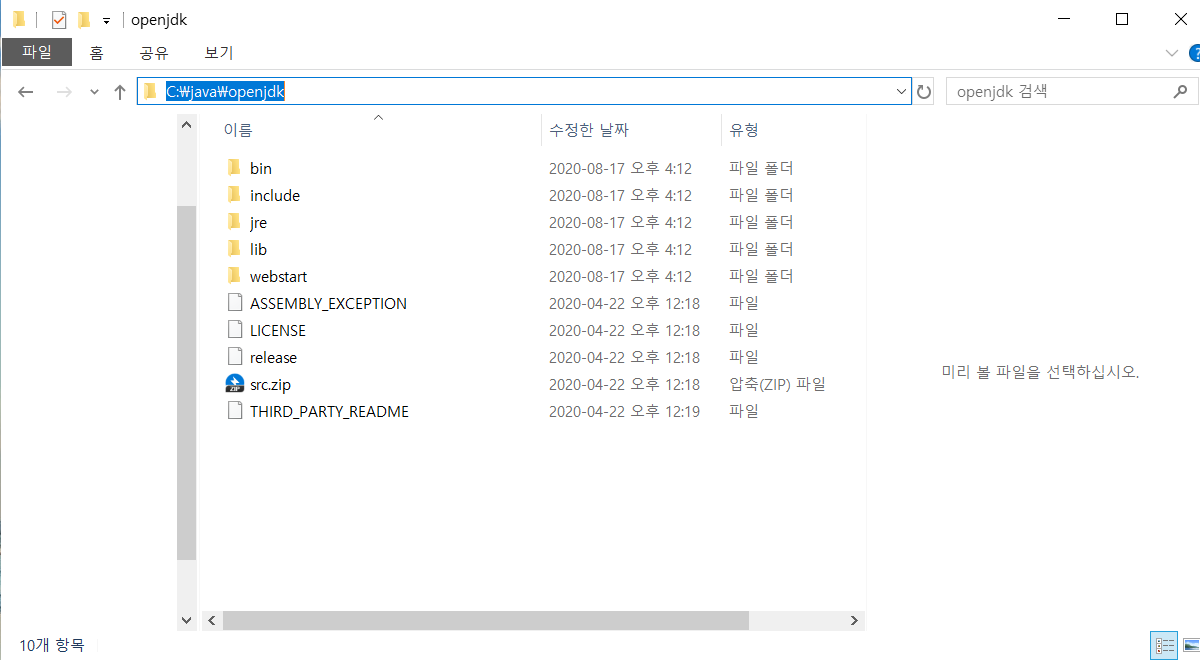 openjdk
파일 홈 공유 보기
C:₩java₩openjdk openjdk 검색
이름 수정한 날짜 유형
bin 2020-08-17 오후 4:12 파일 폴더
include 2020-08-17 오후 4:12 파일 폴더
jre 2020-08-17 오후 4:12 파일 폴더
lib 2020-08-17 오후 4:12 파일 폴더
webstart 2020-08-17 오후 4:12 파일 폴더
ASSEMBLY_EXCEPTION 2020-04-22 오후 12:18 파일
LICENSE 2020-04-22 오후 12:18 파일
release 2020-04-22 오후 12:18 파일
src.zip 2020-04-22 오후 12:18 압축(ZIP) 파일
THIRD_PARTY_README 2020-04-22 오후 12:19 파일
미리 볼 파일을 선택하십시오.
10개 항목